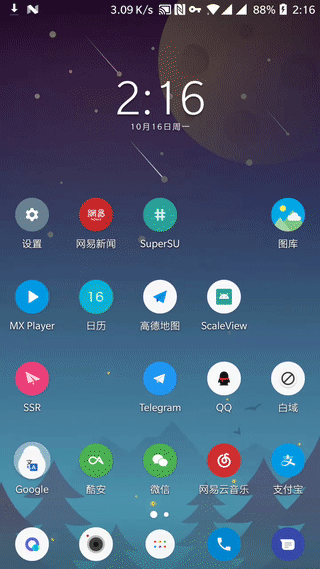 3.09 K/s 88% 2:16
2:16
10月16日周一
网易
16
设置 网易新闻 SuperSU 图库
MX Player 日历 高德地图 ScaleView
SSR Telegram QQ 白域
Google 酷安 微信 网易云音乐 支付宝